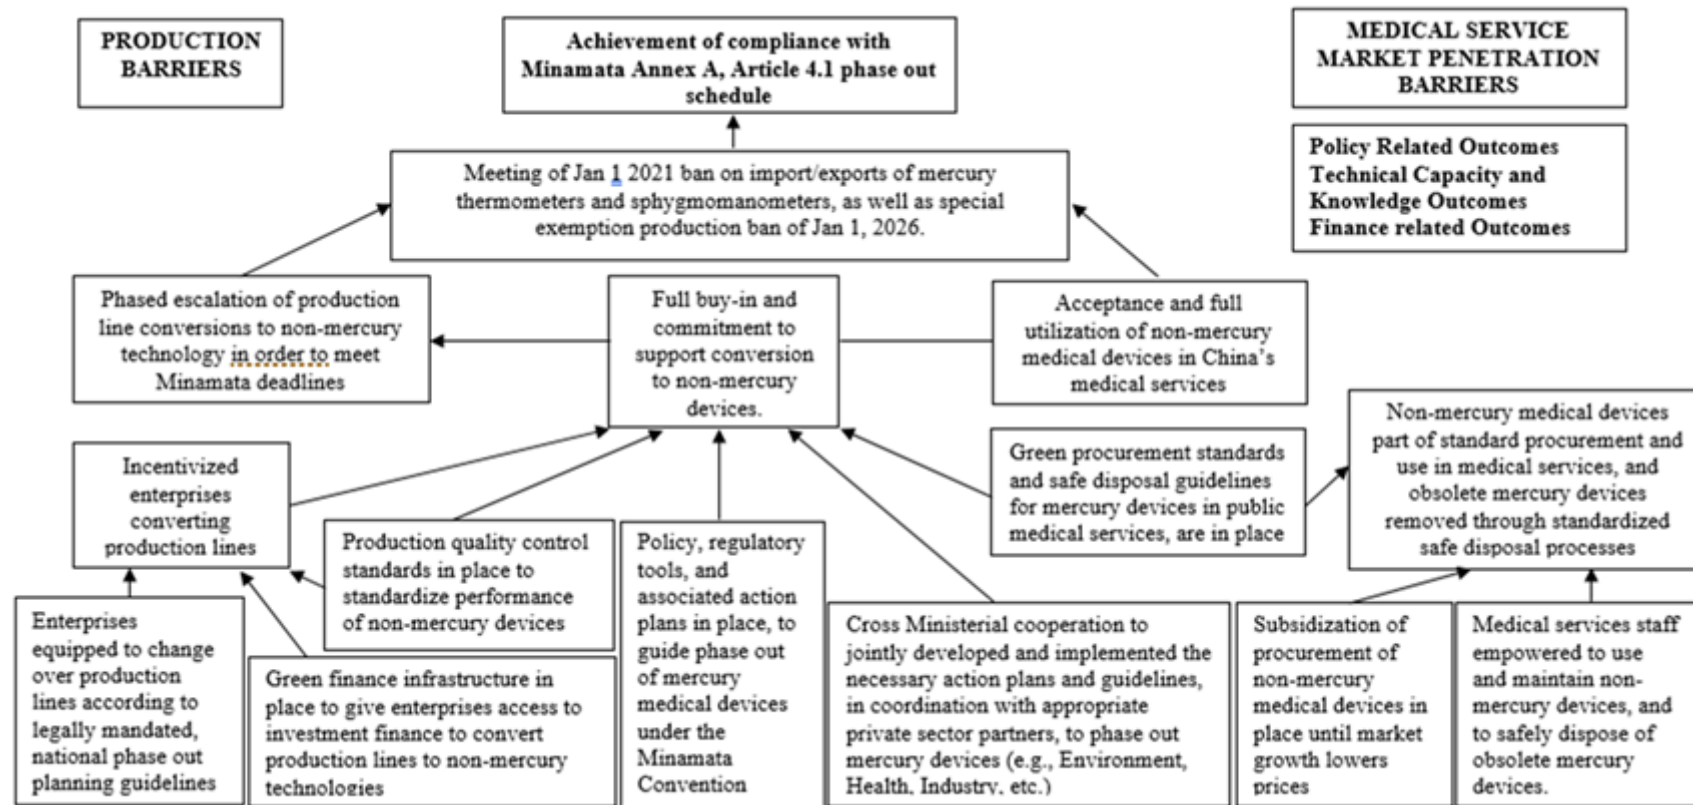 PRODUCTION
BARRIERS
Achievement of compliance with
Minamata Annex A, Article 4.1 phase out
schedule
MEDICAL SERVICE
MARKET PENETRATION
BARRIERS
Policy Related Outcomes
Technical Capacity and
Knowledge Outcomes
Finance related Outcomes
Meeting of Jan 1 2021 ban on import/exports of mercury
thermometers and sphygmomanometers, as well as special
exemption production ban of Jan 1, 2026.
Phased escalation of production
line conversions to non-mercury
technology in order to meet
Minamata deadlines
Full buy-in and
commitment to
support conversion
to non-mercury
devices.
Acceptance and full
utilization of non-mercury
medical devices in China's
medical services
Incentivized
enterprises
converting
production lines
Green procurement standards
and safe disposal guidelines
for mercury devices in public
medical services, are in place
Non-mercury medical devices
part of standard procurement and
use in medical services, and
obsolete mercury devices
removed through standardized
safe disposal processes
Production quality control
standards in place to
standardize performance
of non-mercury devices
Policy, regulatory
tools, and
associated action
plans in place, to
guide phase out
of mercury
medical devices
under the
Minamata
Convention
Enterprises
equipped to change
over production
lines according to
legally mandated,
national phase out
planning guidelines
Green finance infrastructure in
place to give enterprises access to
investment finance to convert
production lines to non-mercury
technologies
Cross Ministerial cooperation to
jointly developed and implemented the
necessary action plans and guidelines,
in coordination with appropriate
private sector partners, to phase out
mercury devices (e.g., Environment,
Health, Industry, etc.)
Subsidization of
procurement of
non-mercury
medical devices in
place until market
growth lowers
prices
Medical services staff
empowered to use
and maintain non-
mercury devices, and
to safely dispose of
obsolete mercury
devices.